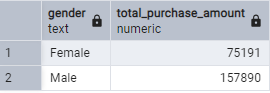 gender total_purchase_amount
text numeric
1 Female 75191
2 Male 157890